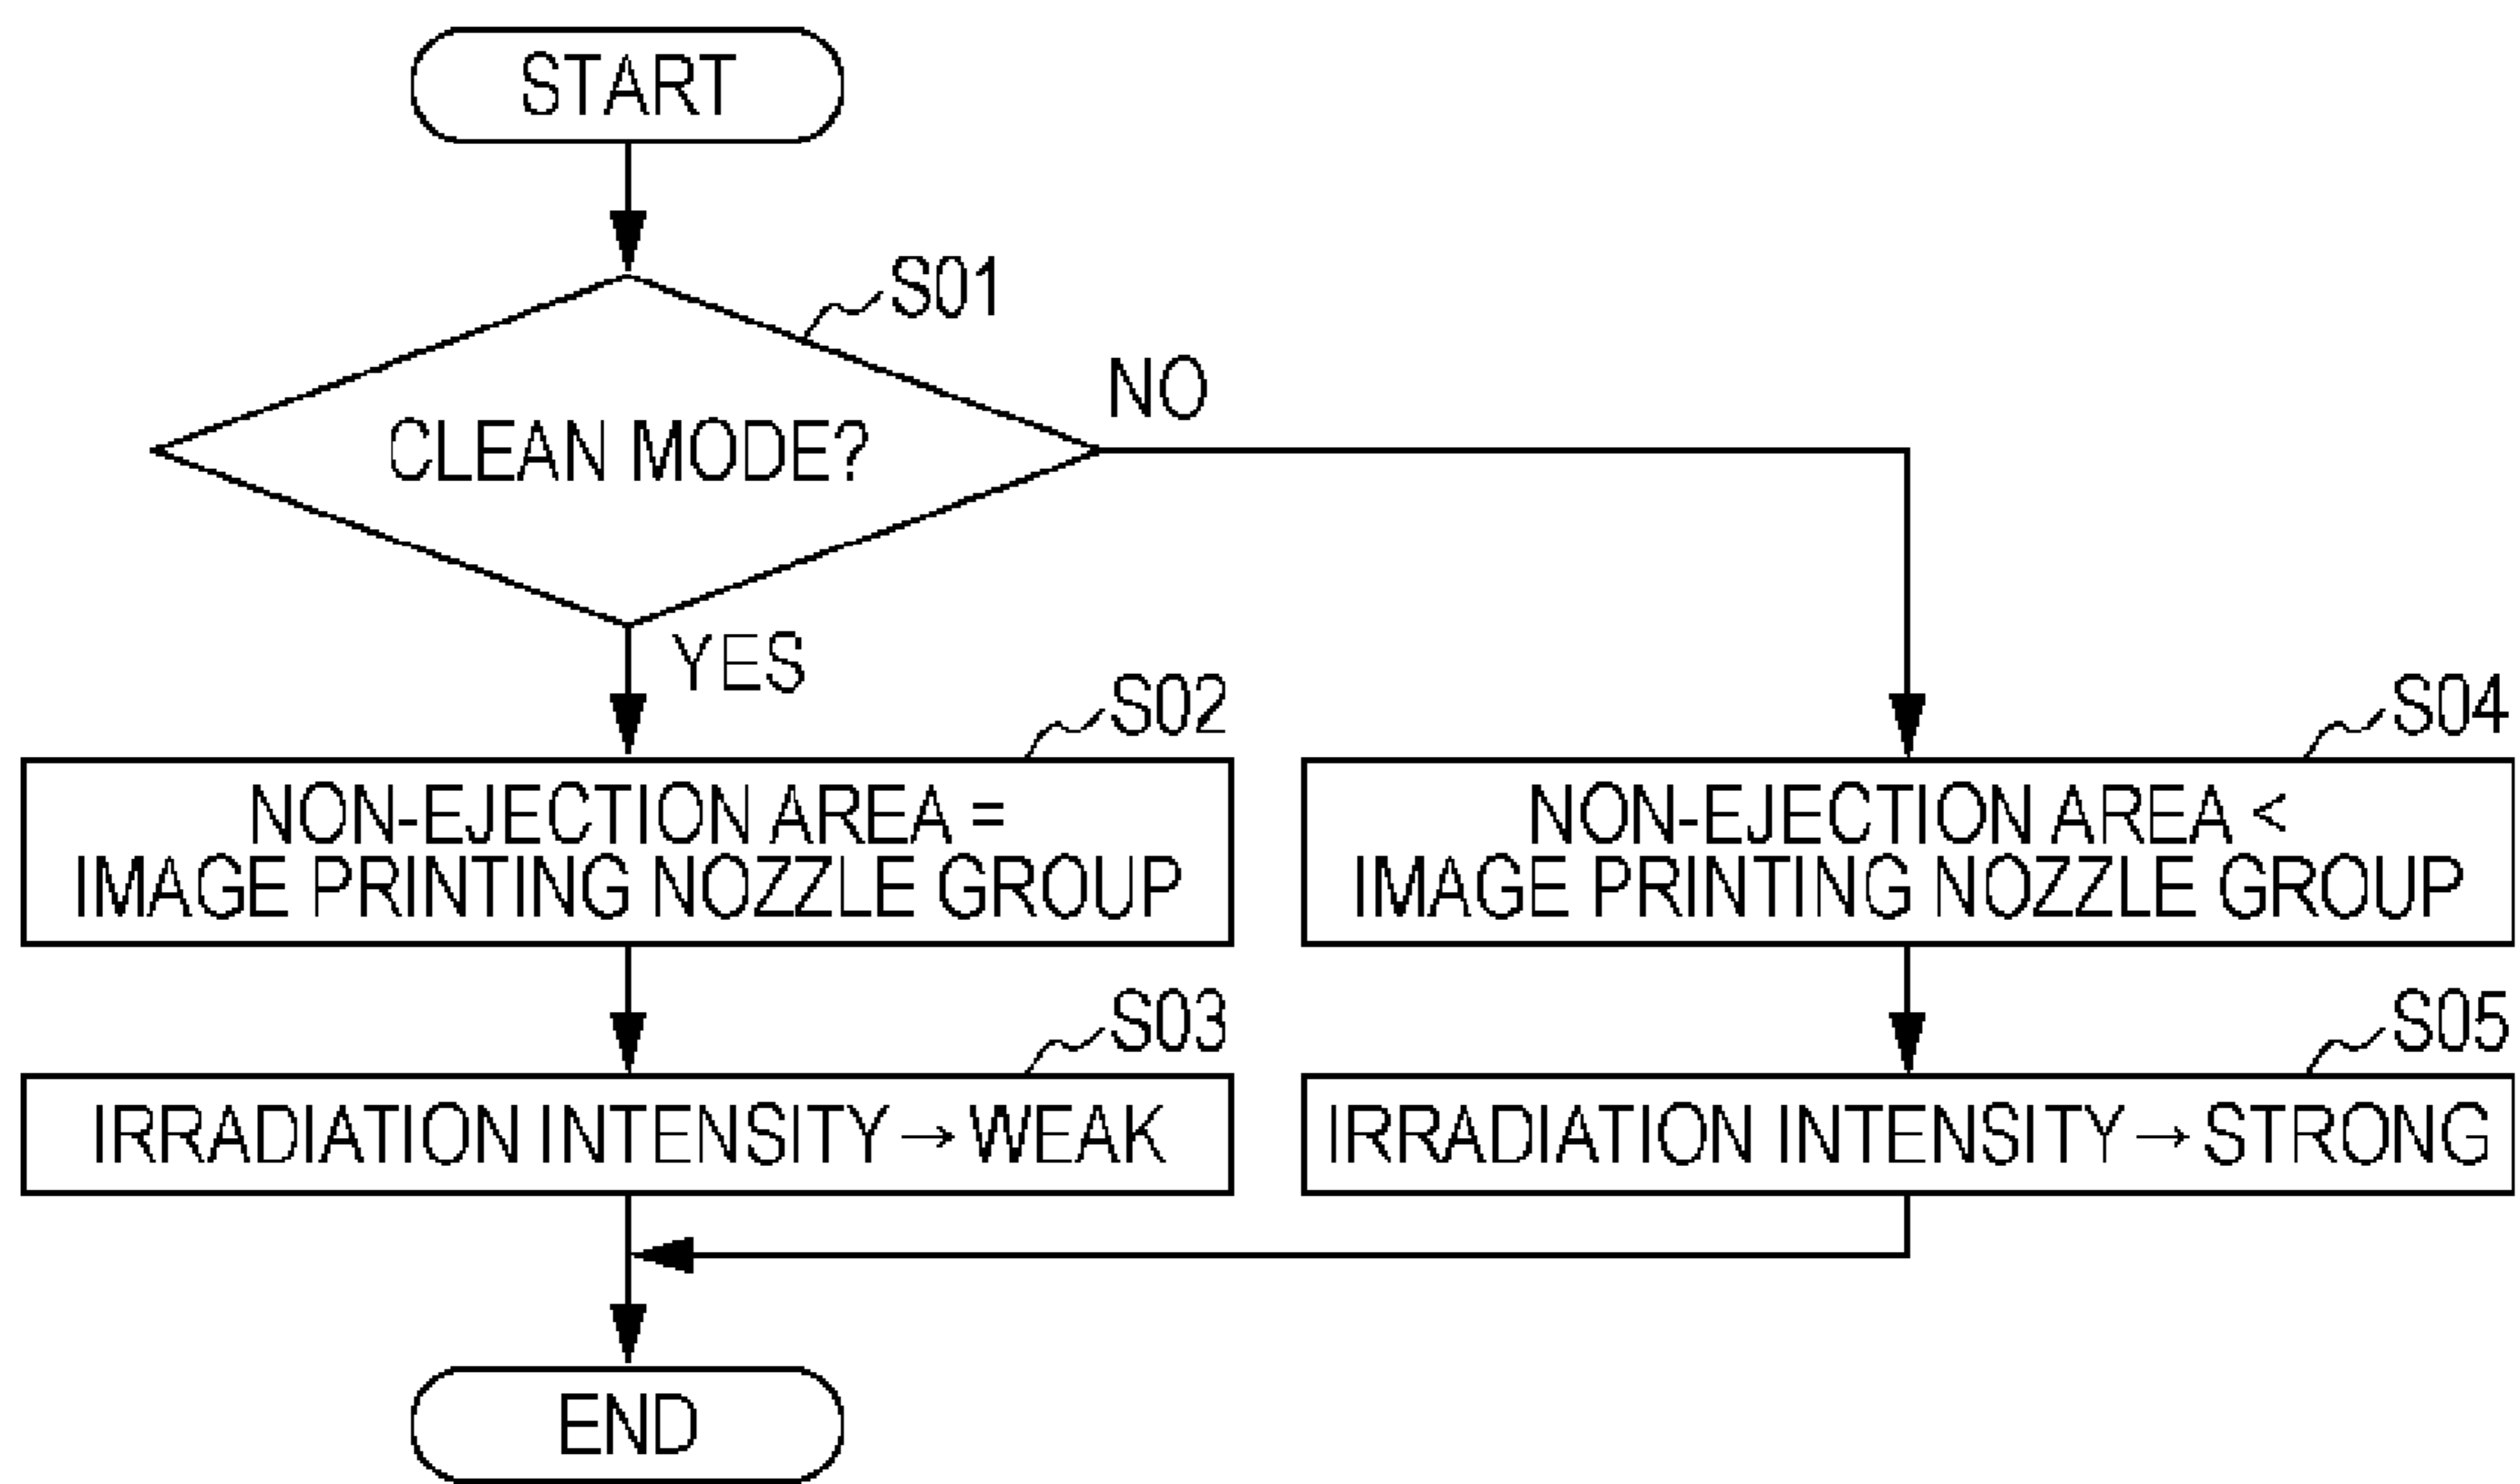 START
S01
CLEAN MODE?
NO
YES
S02
NON-EJECTION AREA =
IMAGE PRINTING NOZZLE GROUP
S04
NON-EJECTION AREA <
IMAGE PRINTING NOZZLE GROUP
S03
IRRADIATION INTENSITY→WEAK
S05
IRRADIATION INTENSITY→STRONG
END